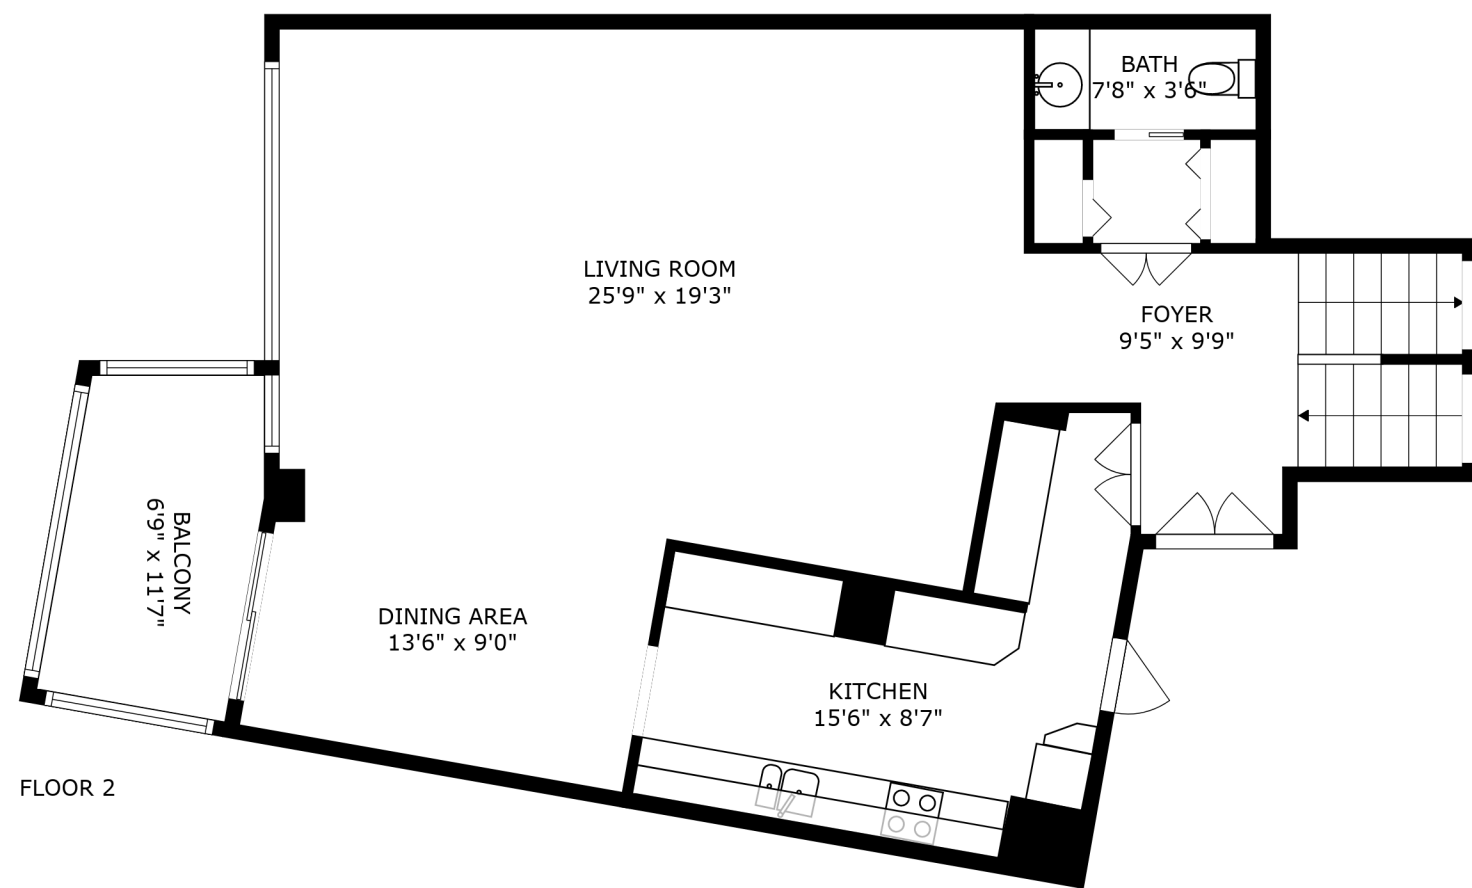 BATH
7'8" x 3'6"
LIVING ROOM
25'9" x 19'3"
FOYER
9'5" x 9'9"
BALCONY
6'9" x 11'7"
DINING AREA
13'6" x 9'0"
KITCHEN
15'6" x 8'7"
FLOOR 2